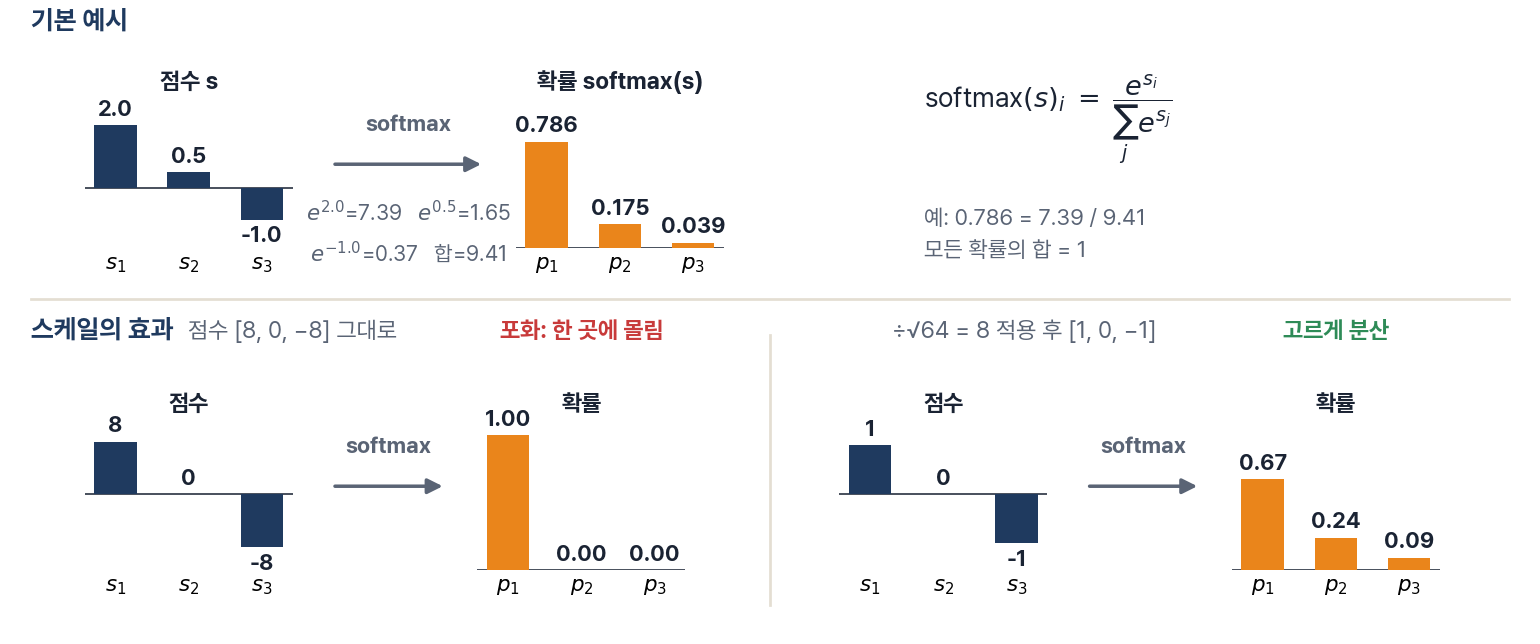 기본 예시
점수 s
2.0
0.5
-1.0
s₁ s₂ s₃
softmax
e^{2.0}=7.39 e^{0.5}=1.65
e^{−1.0}=0.37 합=9.41
확률 softmax(s)
0.786
0.175
0.039
p₁ p₂ p₃
softmax(s)ᵢ = e^{sᵢ} / ∑ⱼ e^{sⱼ}
예: 0.786 = 7.39 / 9.41
모든 확률의 합 = 1
스케일의 효과 점수 [8, 0, −8] 그대로 포화: 한 곳에 몰림
점수
8
0
-8
s₁ s₂ s₃
softmax
확률
1.00
0.00
0.00
p₁ p₂ p₃
÷√64 = 8 적용 후 [1, 0, −1] 고르게 분산
점수
1
0
-1
s₁ s₂ s₃
softmax
확률
0.67
0.24
0.09
p₁ p₂ p₃